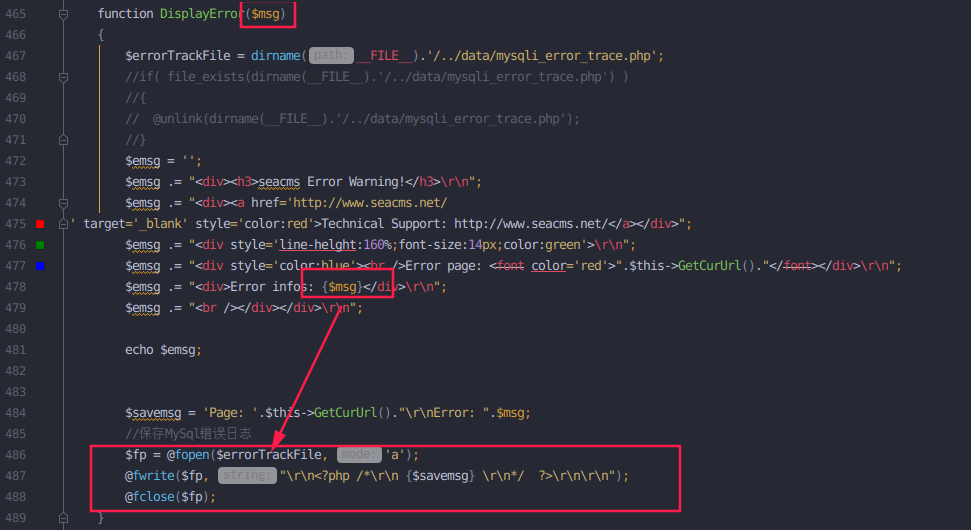 465 function DisplayError($msg)
466 {
467 $errorTrackFile = dirname( path: __FILE__).'/../data/mysqli_error_trace.php';
468 //if( file_exists(dirname(__FILE__).'/../data/mysqli_error_trace.php') )
469 //{
470 // @unlink(dirname(__FILE__).'/../data/mysqli_error_trace.php');
471 //}
472 $emsg = '';
473 $emsg .= "<div><h3>seacms Error Warning!</h3>\r\n";
474 $emsg .= "<div><a href='http://www.seacms.net/
475 ' target='_blank' style='color:red'>Technical Support: http://www.seacms.net/</a></div>";
476 $emsg .= "<div style='line-helght:160%;font-size:14px;color:green'>\r\n";
477 $emsg .= "<div style='color:blue'><br />Error page: <font color='red'>".$this->GetCurUrl()."</font></div>\r\n";
478 $emsg .= "<div>Error infos: {$msg}</div>\r\n";
479 $emsg .= "<br /></div></div>\r\n";
480
481 echo $emsg;
482
483
484 $savemsg = 'Page: '.$this->GetCurUrl()."\r\nError: ".$msg;
485 //保存MySql错误日志
486 $fp = @fopen($errorTrackFile, mode: 'a');
487 @fwrite($fp, string: "\r\n<?php /*\r\n {$savemsg} \r\n*/ ?>\r\n\r\n");
488 @fclose($fp);
489 }